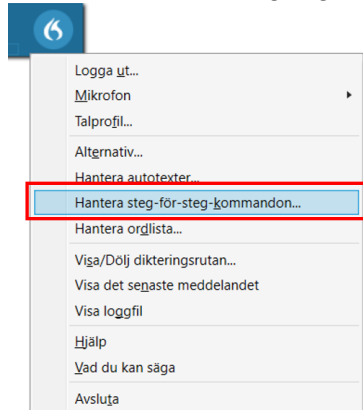 Logga ut...
Mikrofon
Talprofil...
Alternativ...
Hantera autotexter...
Hantera steg-för-steg-kommandon...
Hantera ordlista...
Visa/Dölj dikteringsrutan...
Visa det senaste meddelandet
Visa loggfil
Hjälp
Vad du kan säga
Avsluta